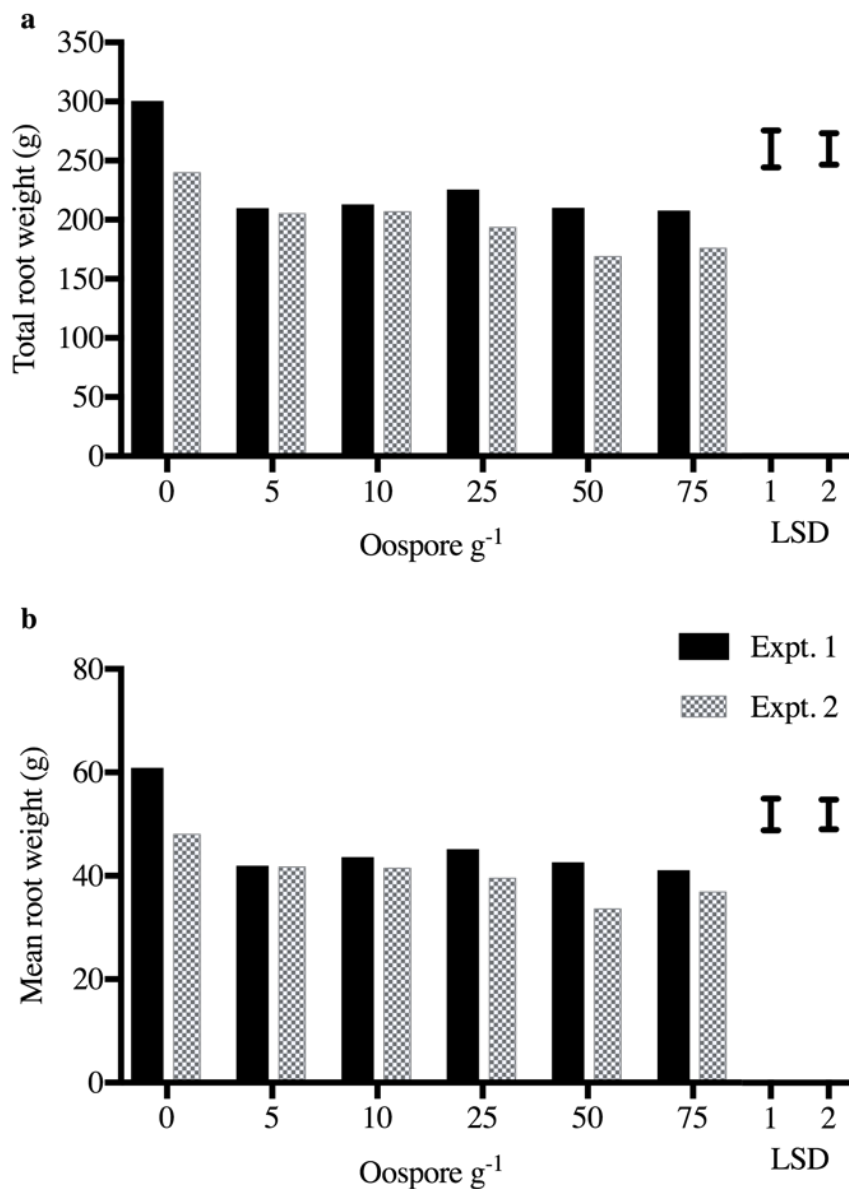 a
Total root weight (g)
350
300
250
200
150
100
50
0
0 5 10 25 50 75 1 2
Oospore g⁻¹ LSD
b
Mean root weight (g)
Expt. 1
Expt. 2
80
60
40
20
0
0 5 10 25 50 75 1 2
Oospore g⁻¹ LSD